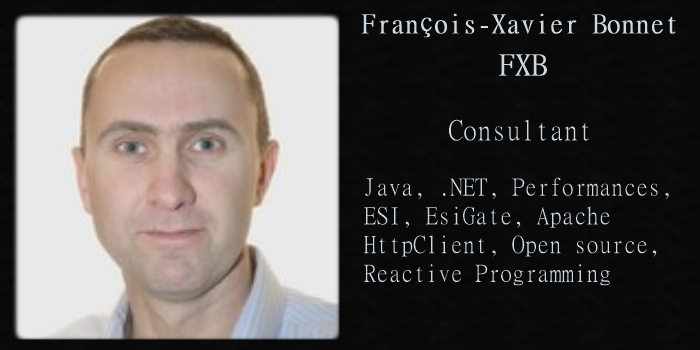 François-Xavier Bonnet
FXB
Consultant
Java, .NET, Performances,
ESI, EsiGate, Apache
HttpClient, Open source,
Reactive Programming